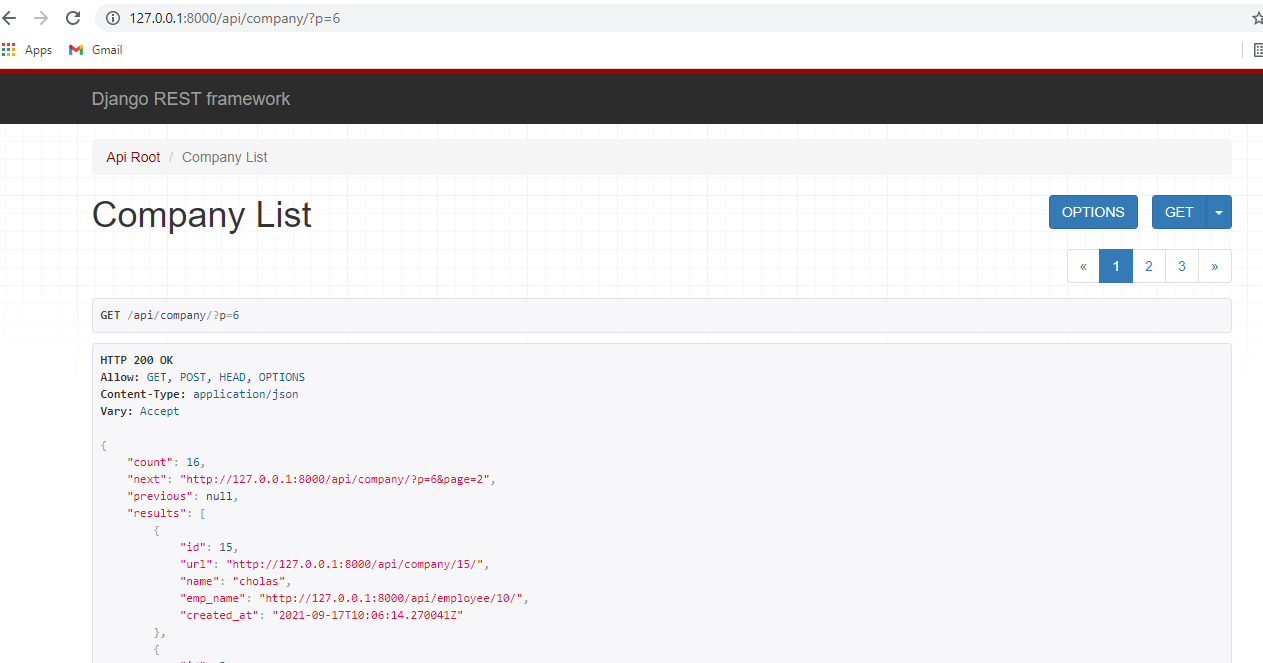 127.0.0.1:8000/api/company/?p=6
Apps Gmail
Django REST framework
Api Root / Company List
Company List OPTIONS GET
« 1 2 3 »
GET /api/company/?p=6
HTTP 200 OK
Allow: GET, POST, HEAD, OPTIONS
Content-Type: application/json
Vary: Accept
{
"count": 16,
"next": "http://127.0.0.1:8000/api/company/?p=6&page=2",
"previous": null,
"results": [
{
"id": 15,
"url": "http://127.0.0.1:8000/api/company/15/",
"name": "cholas",
"emp_name": "http://127.0.0.1:8000/api/employee/10/",
"created_at": "2021-09-17T10:06:14.270041Z"
},
{